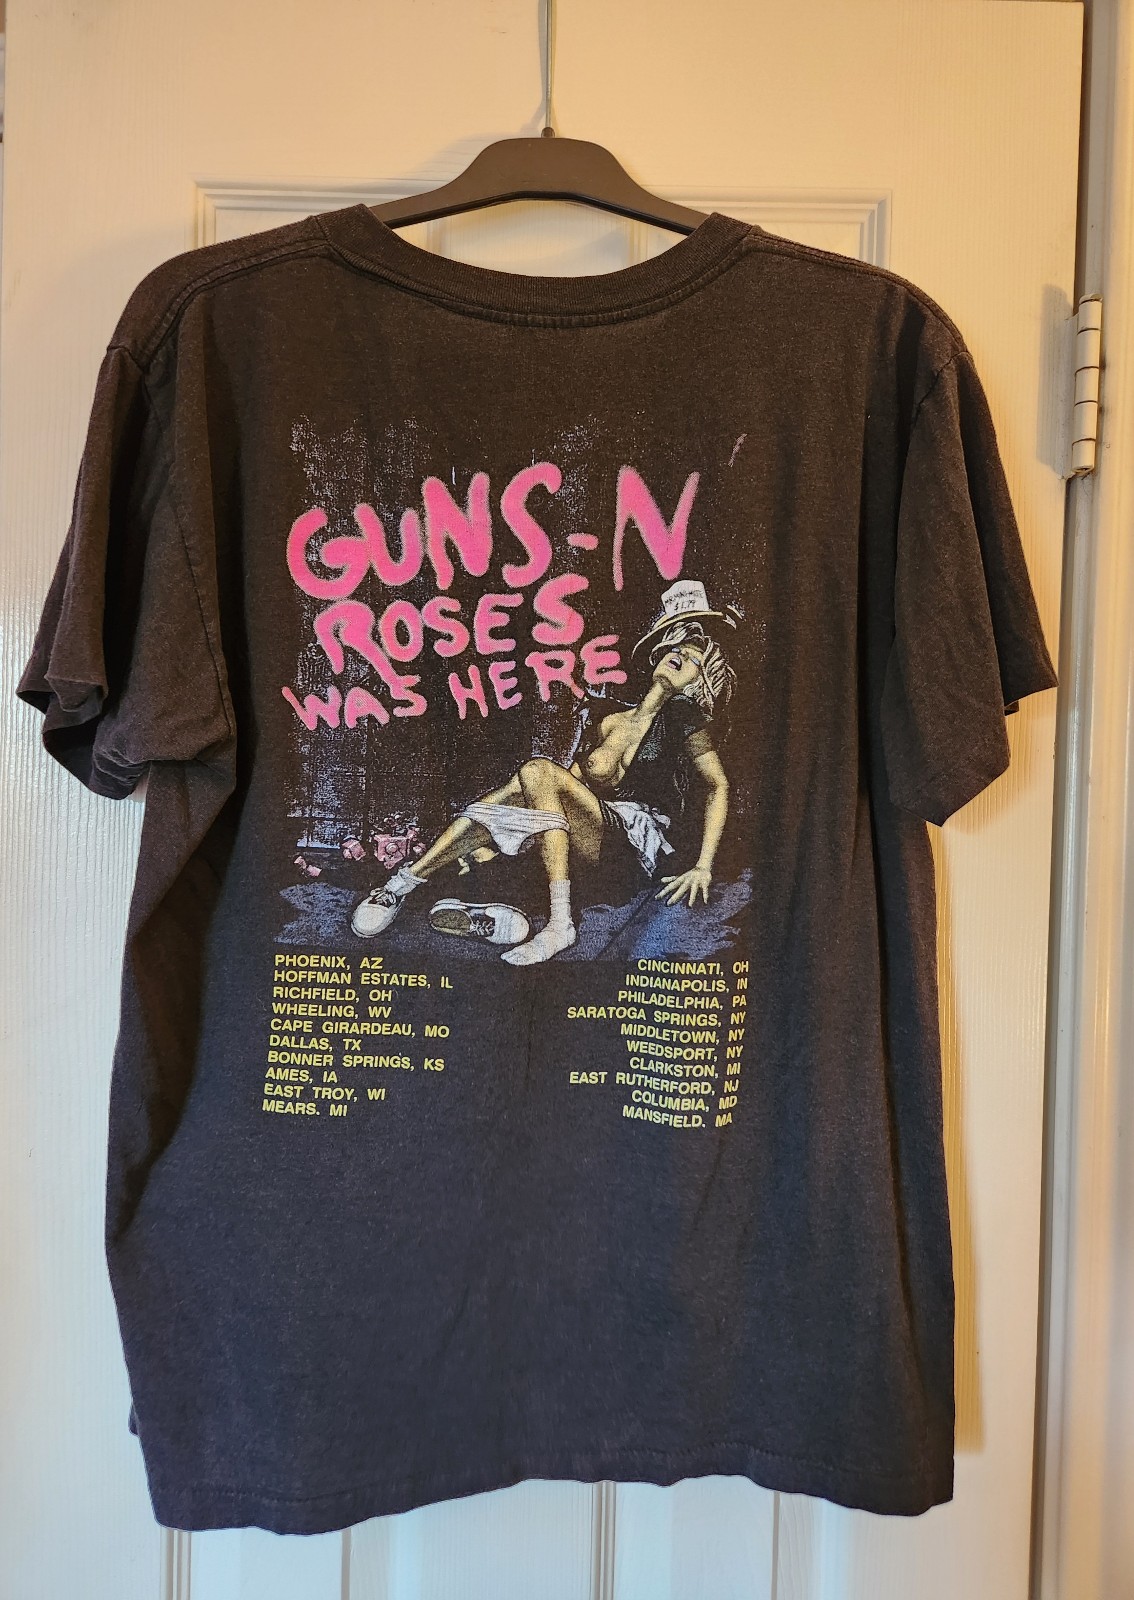 GUNS-N
ROSES
WAS HERE
$1.79
PHOENIX, AZ
HOFFMAN ESTATES, IL
RICHFIELD, OH
WHEELING, WV
CAPE GIRARDEAU, MO
DALLAS, TX
BONNER SPRINGS, KS
AMES, IA
EAST TROY, WI
MEARS. MI
CINCINNATI, OH
INDIANAPOLIS, IN
PHILADELPHIA, PA
SARATOGA SPRINGS, NY
MIDDLETOWN, NY
WEEDSPORT, NY
CLARKSTON, MI
EAST RUTHERFORD, NJ
COLUMBIA, MD
MANSFIELD. MA